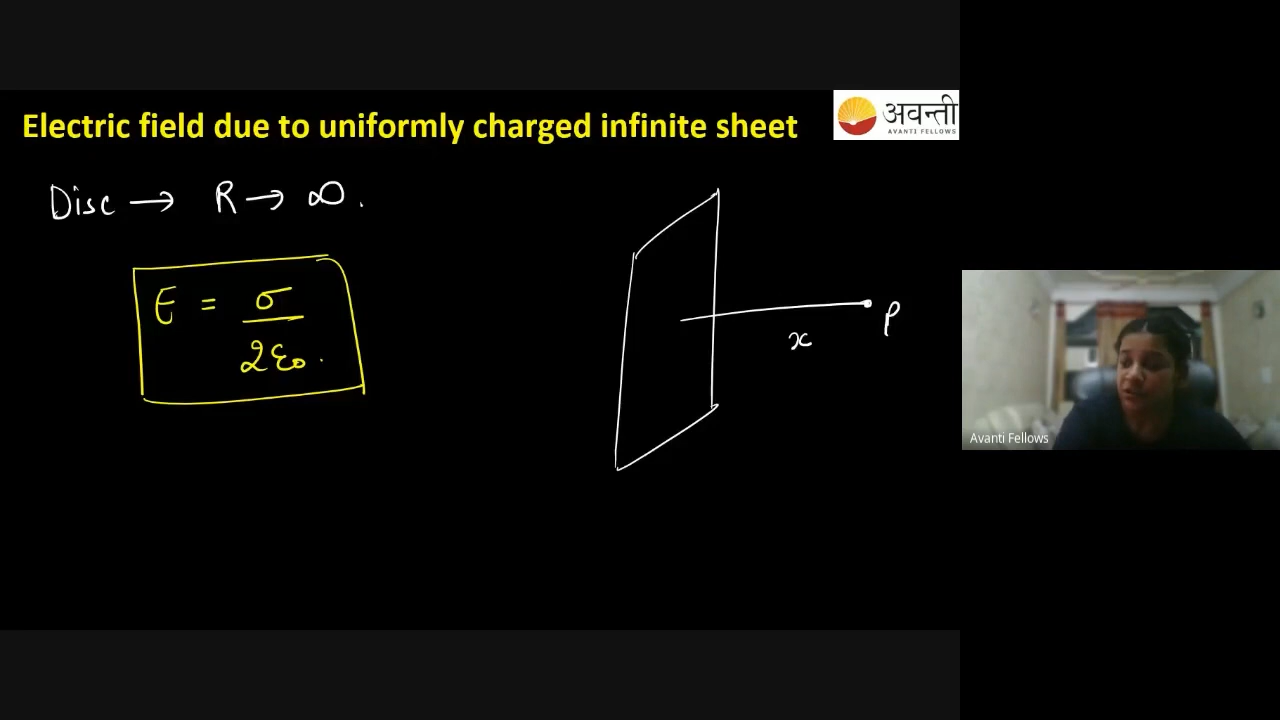 Electric field due to uniformly charged infinite sheet
अवन्ती
AVANTI FELLOWS
Disc → R → ∞.
E = σ
2ε₀.
x
P
Avanti Fellows